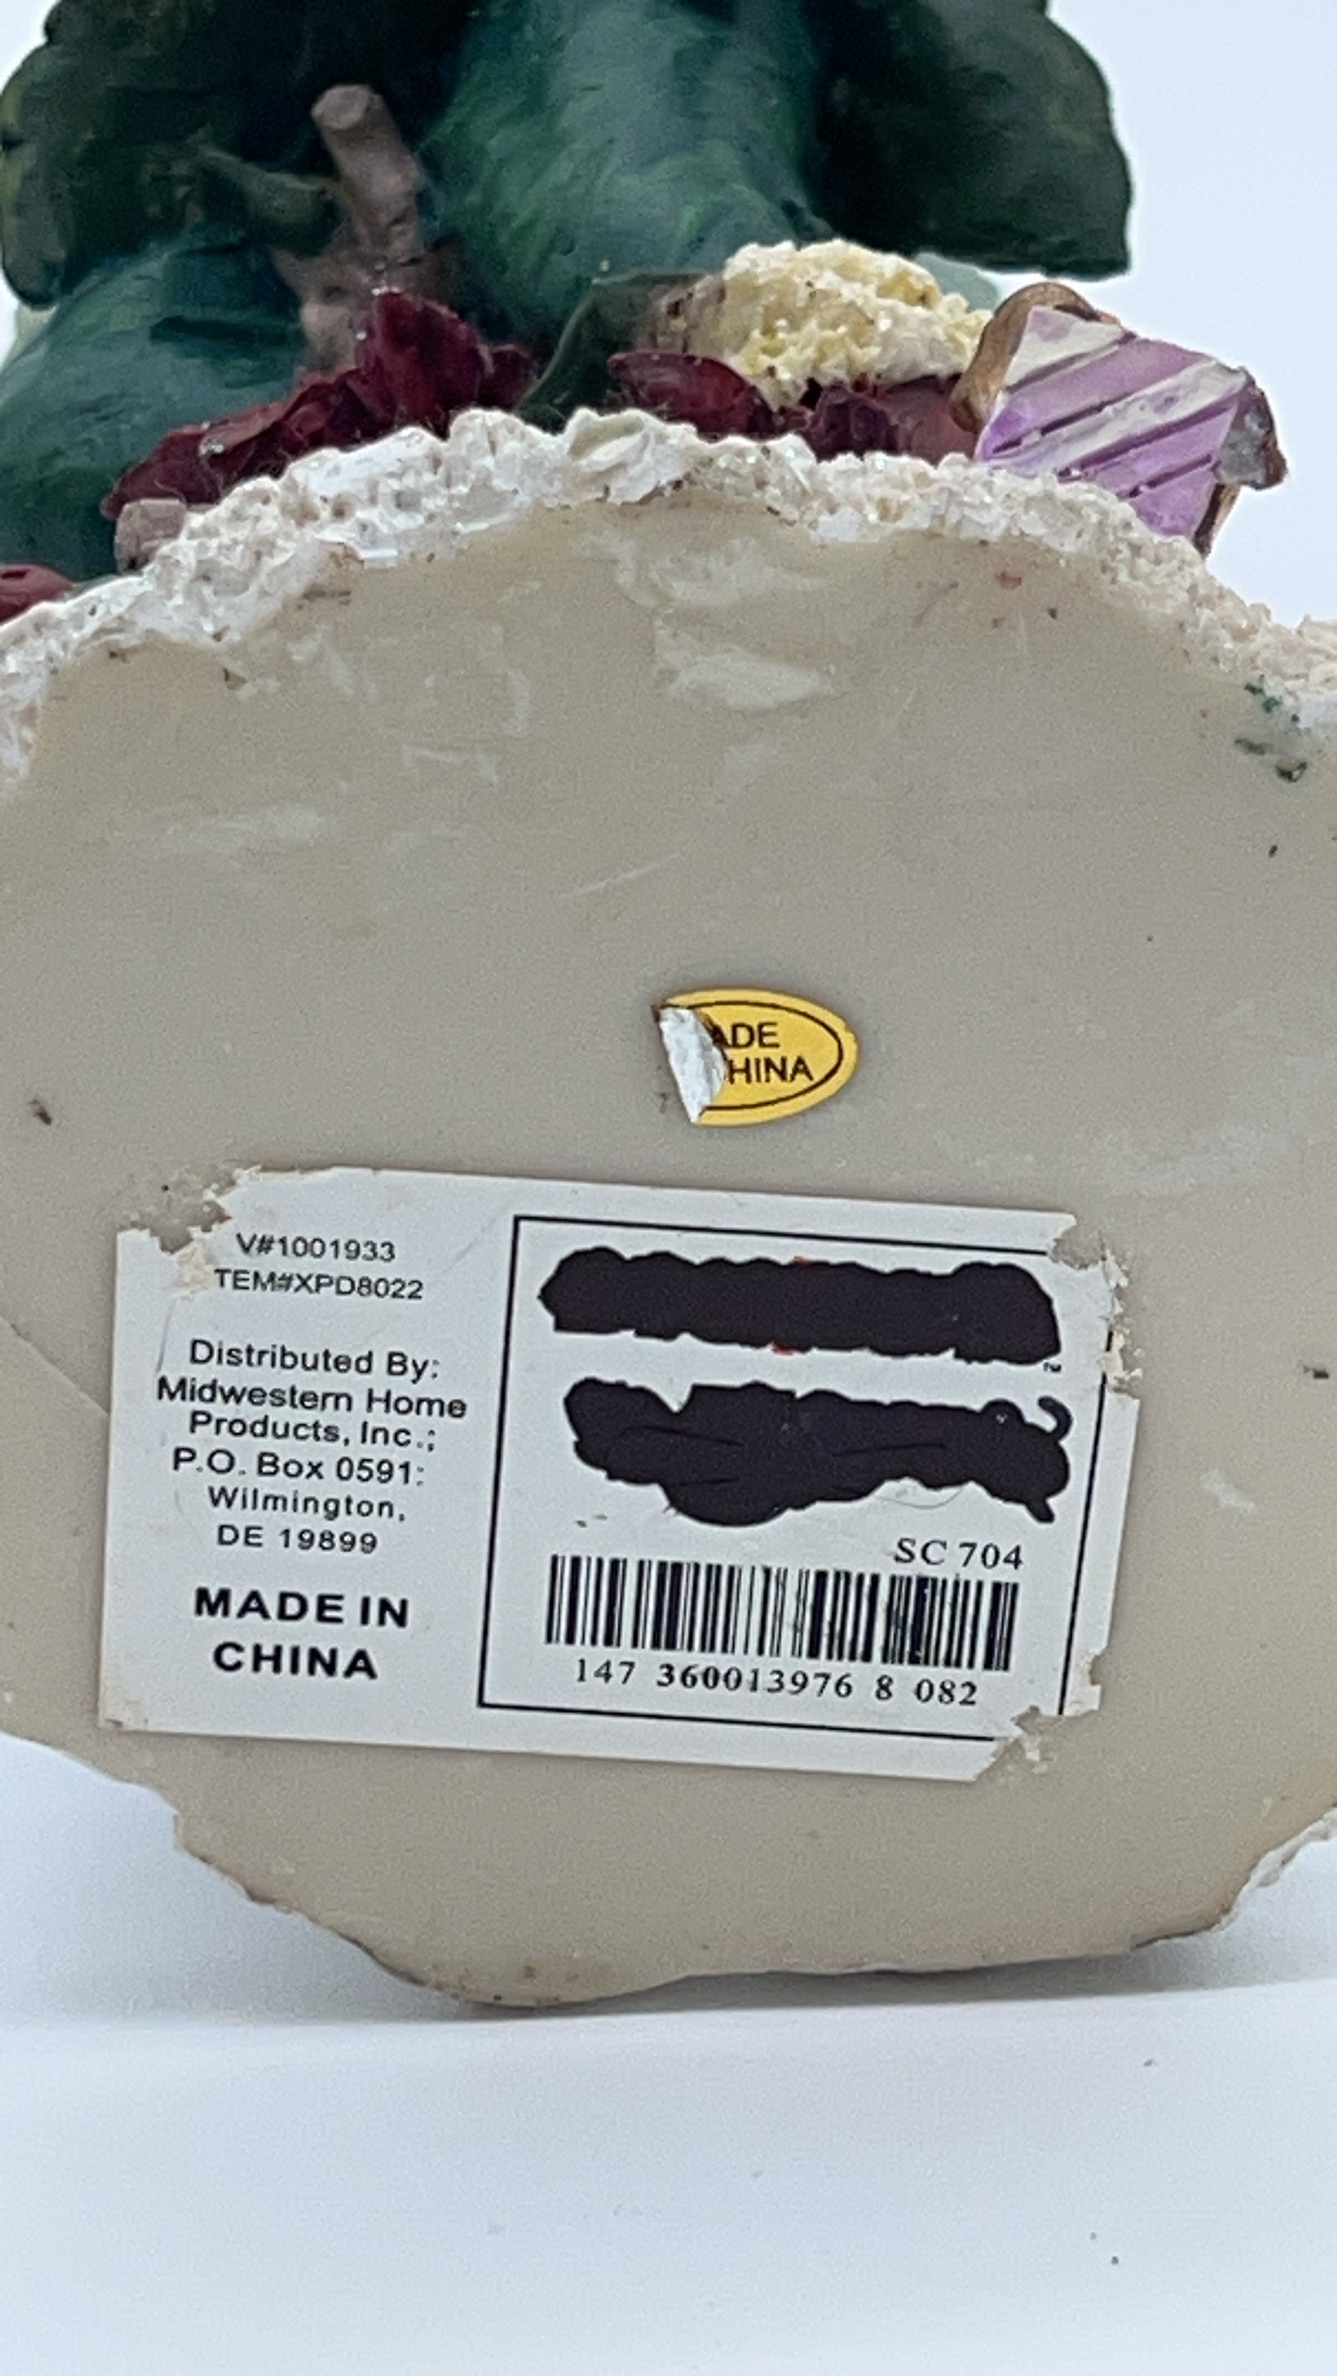 ADE
HINA
V#1001933
TEM#XPD8022
Distributed By:
Midwestern Home
Products, Inc.;
P.O. Box 0591:
Wilmington,
DE 19899
MADE IN
CHINA
™
SC 704
147 360013976 8 082